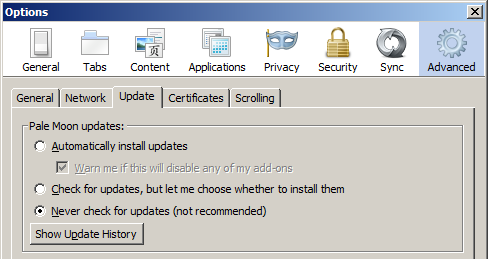 Options
General Tabs Content Applications Privacy Security Sync Advanced
General Network Update Certificates Scrolling
Pale Moon updates:
Automatically install updates
Warn me if this will disable any of my add-ons
Check for updates, but let me choose whether to install them
Never check for updates (not recommended)
Show Update History